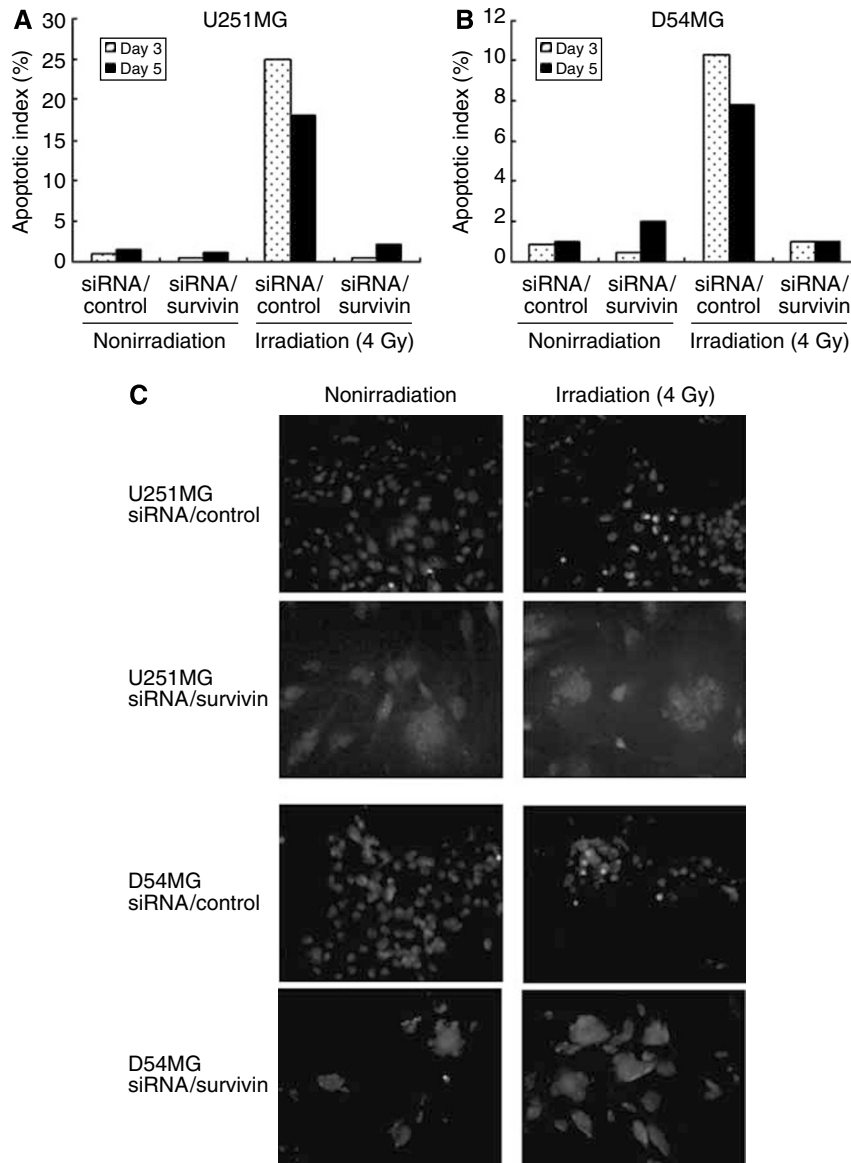 A
U251MG
Apoptotic index (%)
30
25
20
15
10
5
0
Day 3
Day 5
siRNA/
control
siRNA/
survivin
siRNA/
control
siRNA/
survivin
Nonirradiation
Irradiation (4 Gy)
B
D54MG
Apoptotic index (%)
12
10
8
6
4
2
0
Day 3
Day 5
siRNA/
control
siRNA/
survivin
siRNA/
control
siRNA/
survivin
Nonirradiation
Irradiation (4 Gy)
C
Nonirradiation
Irradiation (4 Gy)
U251MG
siRNA/control
U251MG
siRNA/survivin
D54MG
siRNA/control
D54MG
siRNA/survivin